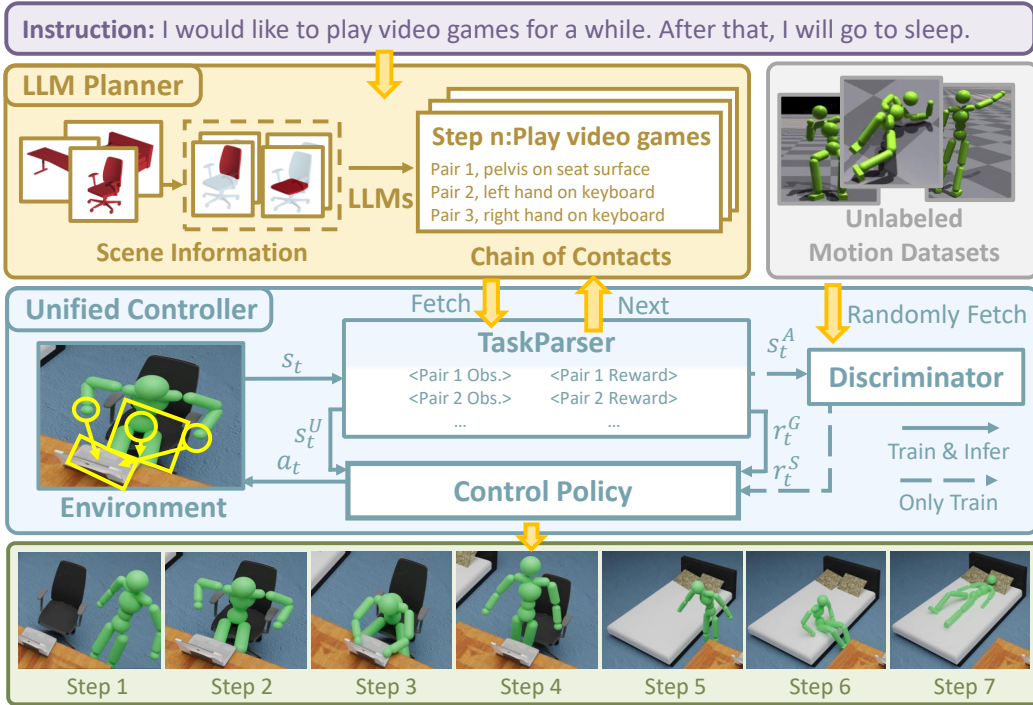 Instruction: I would like to play video games for a while. After that, I will go to sleep.
LLM Planner
Step n:Play video games
Pair 1, pelvis on seat surface
Pair 2, left hand on keyboard
Pair 3, right hand on keyboard
LLMs
Scene Information
Chain of Contacts
Unlabeled
Motion Datasets
Unified Controller
Fetch
Next
Randomly Fetch
TaskParser
<Pair 1 Obs.>
<Pair 1 Reward>
<Pair 2 Obs.>
<Pair 2 Reward>
...
...
s_t
s_t^A
Discriminator
s_t^U
a_t
r_t^G
r_t^S
Control Policy
Environment
Train & Infer
Only Train
Step 1
Step 2
Step 3
Step 4
Step 5
Step 6
Step 7